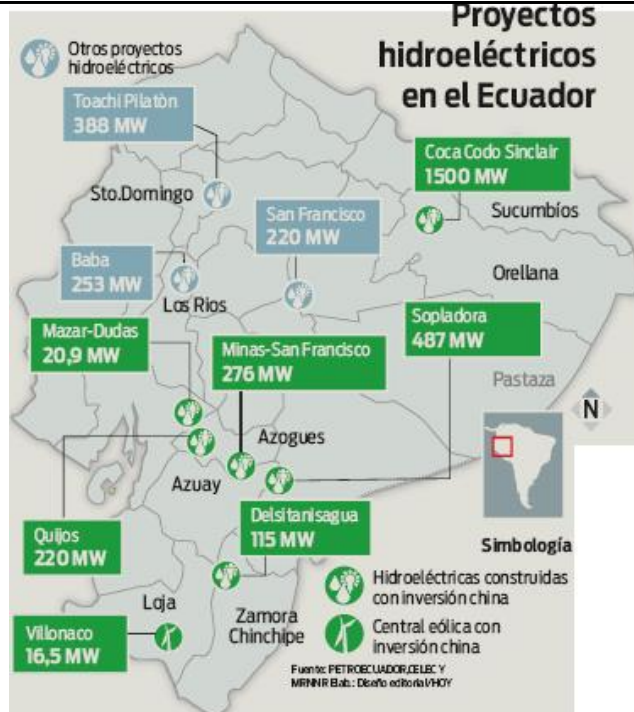 Proyectos
hidroeléctricos
en el Ecuador
Otros proyectos
hidroeléctricos
Toachi Pilatòn
388 MW
Coca Codo Sinclair
1500 MW
Sto.Domingo
San Francisco
220 MW
Sucumbíos
Baba
253 MW
Los Rios
Orellana
Mazar-Dudas
20,9 MW
Minas-San Francisco
276 MW
Sopladora
487 MW
Pastaza
N
Azogues
Azuay
Quijos
220 MW
Delsitanisagua
115 MW
Simbología
Hidroeléctricas construidas
con inversión china
Loja
Zamora
Chinchipe
Villonaco
16,5 MW
Central eólica con
inversión china
Fuente: PETROECUADOR,CELEC Y
MRNNR Elab.: Diseño editorial/HOY